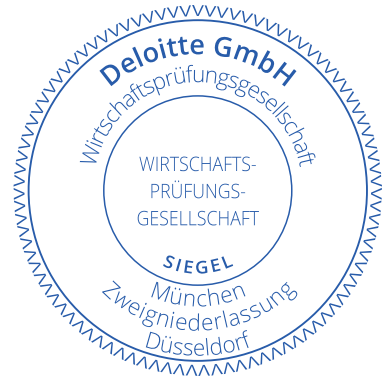 Deloitte GmbH
Wirtschaftsprüfungsgesellschaft
WIRTSCHAFTS-
PRÜFUNGS-
GESELLSCHAFT
SIEGEL
München
Zweigniederlassung
Düsseldorf